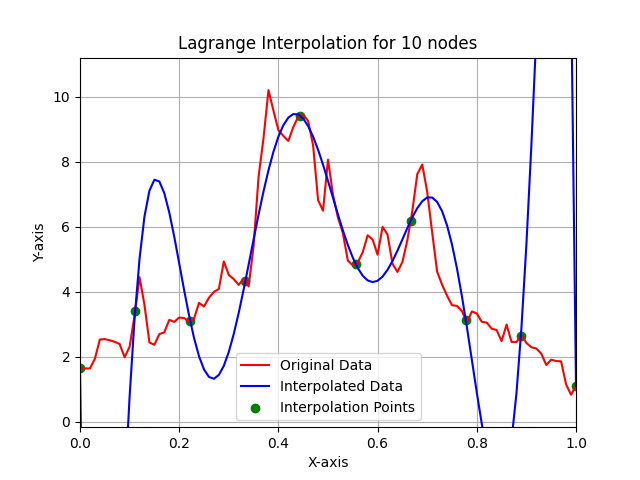 Lagrange Interpolation for 10 nodes
10
8
6
4
2
0
Y-axis
0.0 0.2 0.4 0.6 0.8 1.0
X-axis
Original Data
Interpolated Data
Interpolation Points